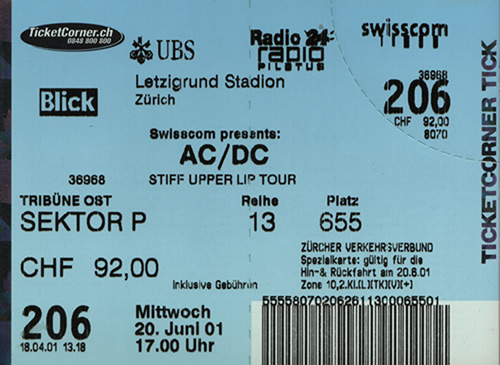 TicketCorner.ch
0848 800 800
UBS
Radio 24
radio
PILATUS
swisscom
Letzigrund Stadion
Zürich
Blick
36968
206
CHF 92,00
8070
Swisscom presents:
AC/DC
STIFF UPPER LIP TOUR
36968
TRIBÜNE OST
Reihe
Platz
SEKTOR P
13
655
CHF 92,00
Inklusive Gebühren
ZÜRCHER VERKEHRSVERBUND
Spezialkarte: gültig für die
Hin-& Rückfahrt am 20.6.01
Zone 10,2.Kl.(L)(TK)(V)(+)
555580702062611300065501
206
18.04.01 13.18
Mittwoch
20. Juni 01
17.00 Uhr
TICKETCORNER TICK